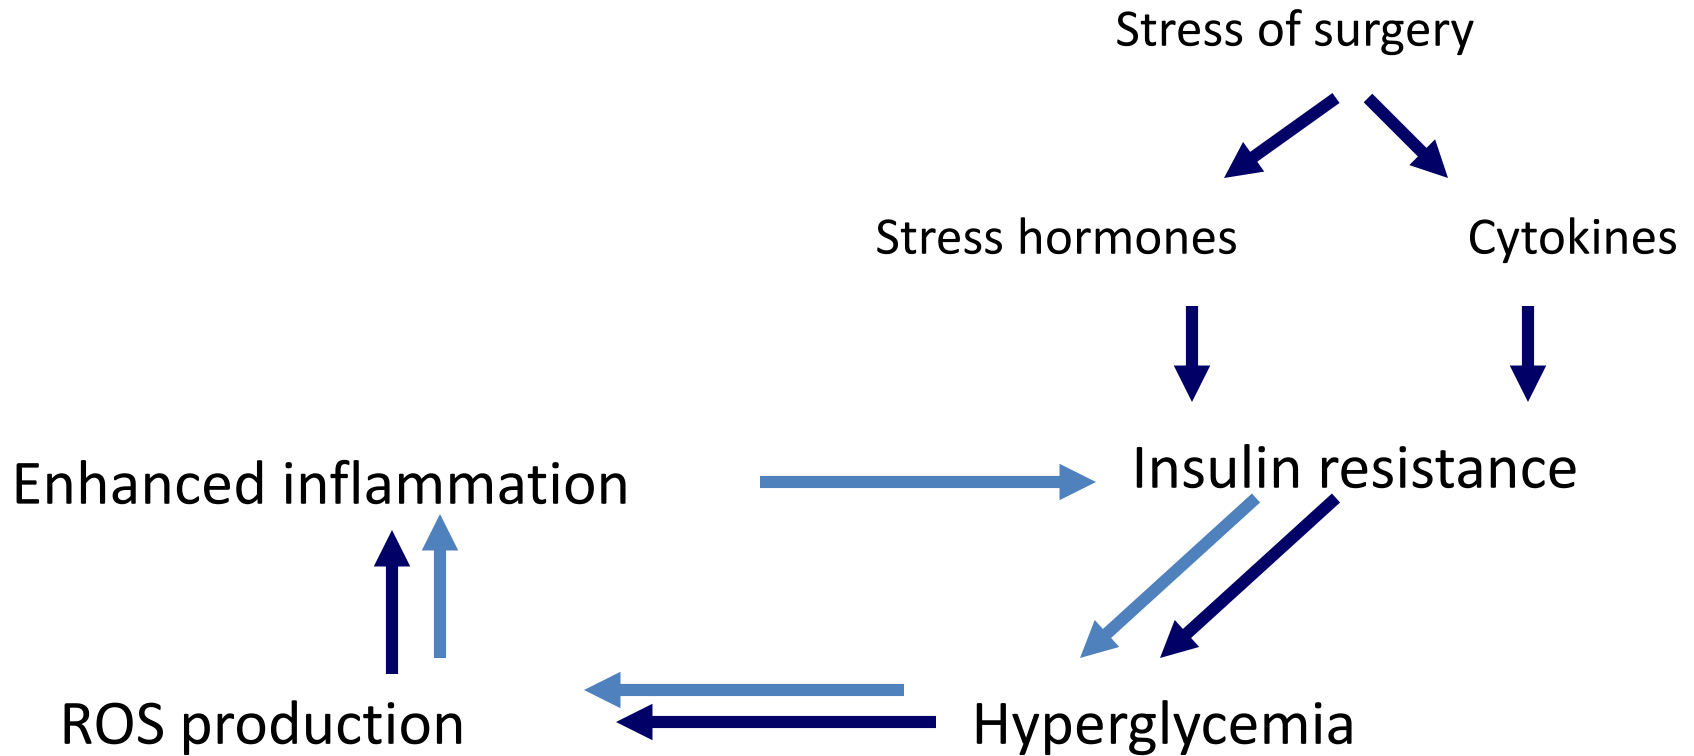 Stress of surgery
Stress hormones
Cytokines
Enhanced inflammation
Insulin resistance
ROS production
Hyperglycemia